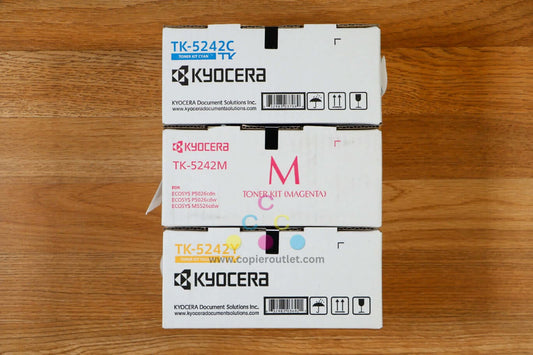 TK-5242C
TONER KIT CYAN TK
KYOCERA
KYOCERA Document Solutions Inc.
www.kyoceradocumentsolutions.com
KYOCERA
TK-5242M
M
TONER KIT (MAGENTA)
FOR
ECOSYS P5026cdn
ECOSYS P5026cdw
ECOSYS M5526cdw
C
C C
TK-5242Y
www.copieroutlet.com
KYOCERA
KYOCERA Document Solutions Inc.
www.kyoceradocumentsolutions.com